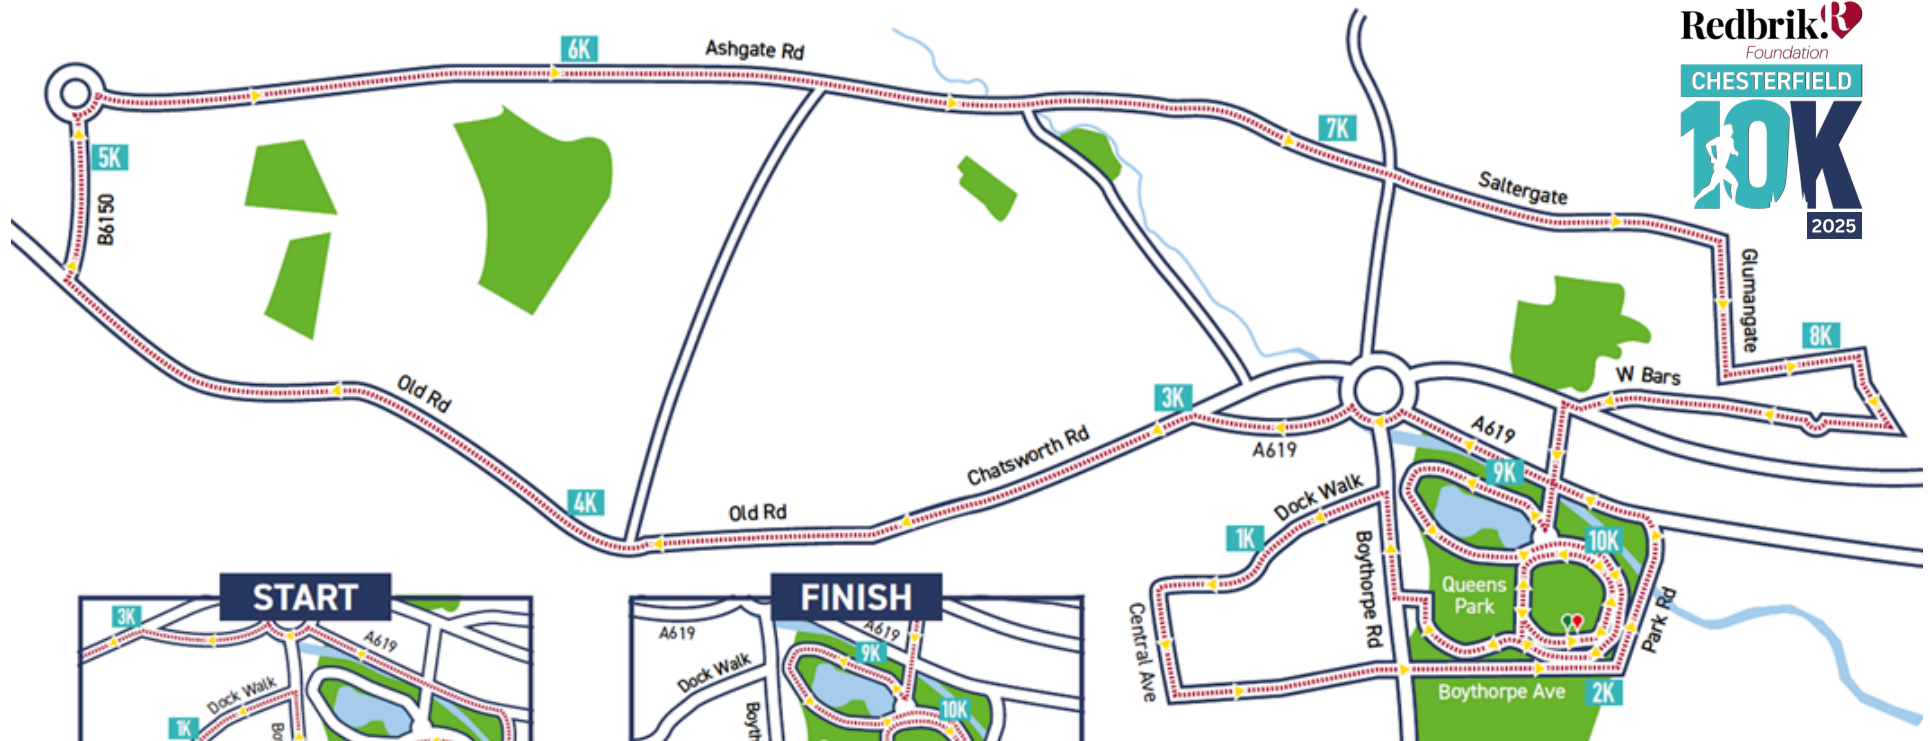 Redbrik.
Foundation
CHESTERFIELD
10K
2025
6K
Ashgate Rd
7K
5K
B6150
Saltergate
Glumangate
8K
W Bars
Old Rd
3K
Chatsworth Rd
A619
A619
9K
4K
Old Rd
Dock Walk
1K
Boythorpe Rd
10K
Queens
Park
Park Rd
Central Ave
Boythorpe Ave
2K
START
3K
A619
Dock Walk
1K
Bo
FINISH
A619
A619
9K
Dock Walk
Boyth
10K